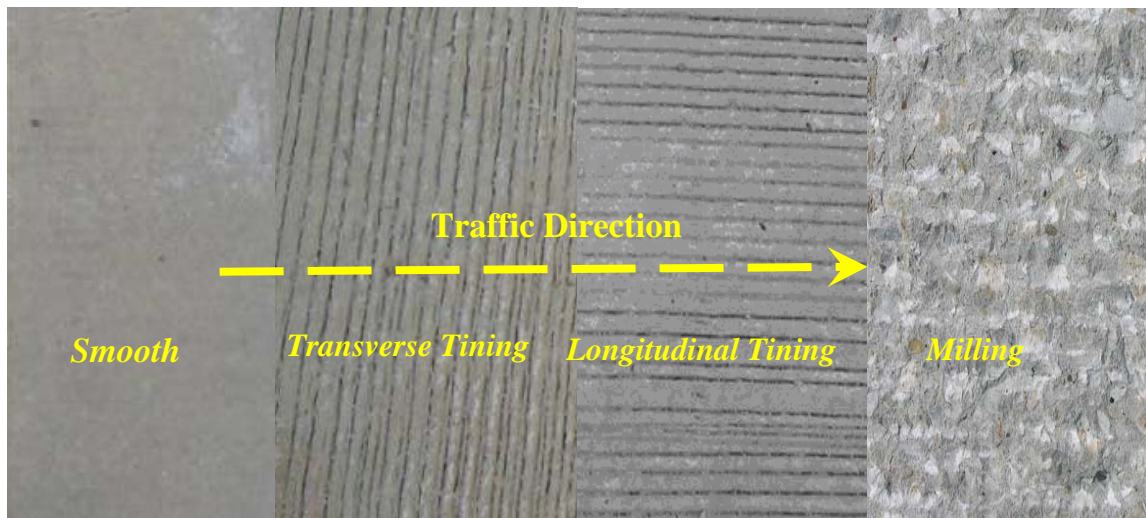 Traffic Direction
Smooth
Transverse Tining
Longitudinal Tining
Milling